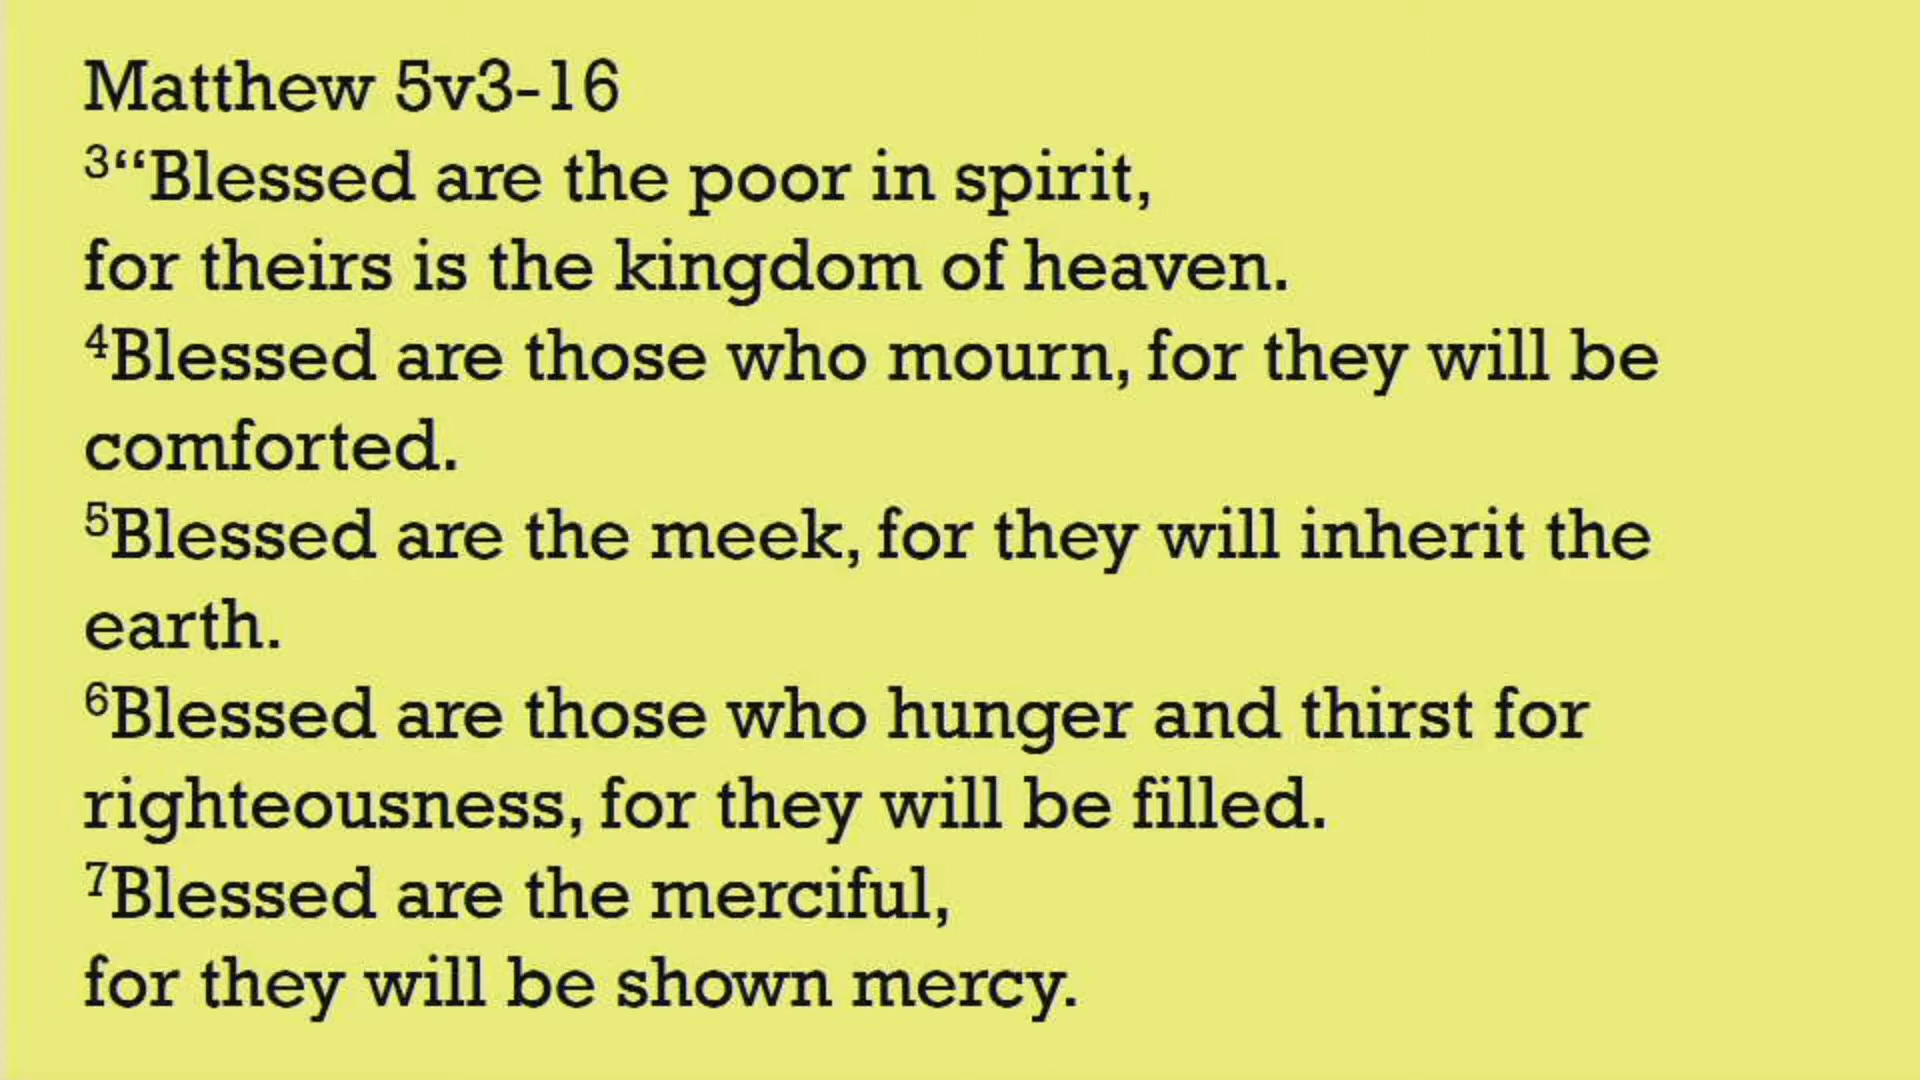 Matthew 5v3-16
³“Blessed are the poor in spirit,
for theirs is the kingdom of heaven.
⁴Blessed are those who mourn, for they will be
comforted.
⁵Blessed are the meek, for they will inherit the
earth.
⁶Blessed are those who hunger and thirst for
righteousness, for they will be filled.
⁷Blessed are the merciful,
for they will be shown mercy.